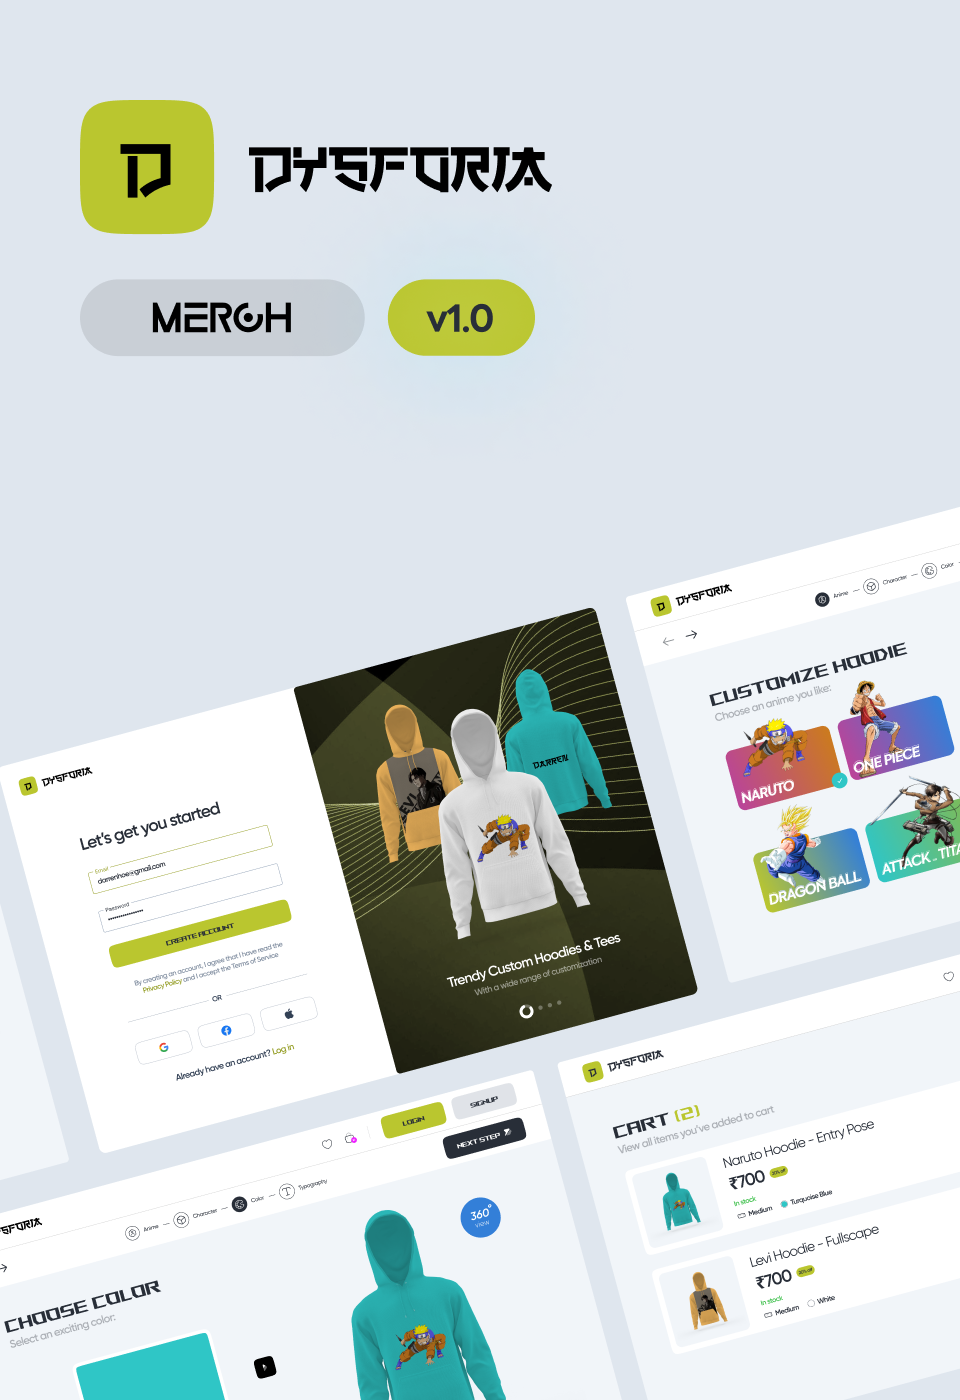 DYSFORIA
MERCH
v1.0
DYSFORIA
Let's get you started
Email
darrenhoe@gmail.com
Password
CREATE ACCOUNT
By creating an account, I agree that I have read the
Privacy Policy and I accept the Terms of Service
OR
Already have an account? Log in
LEVI
DARREN
Trendy Custom Hoodies & Tees
With a wide range of customization
DYSFORIA
Anime
Character
Color
CUSTOMIZE HOODIE
Choose an anime you like:
NARUTO
ONE PIECE
DRAGON BALL
ATTACK - TITA
LOGIN
SIGNUP
NEXT STEP
Anime
Character
Color
Typography
CHOOSE COLOR
Select an exciting color:
360°
VIEW
DYSFORIA
CART (2)
View all items you've added to cart
Naruto Hoodie - Entry Pose
₹700
20% off
In stock
Medium
Turquoise Blue
Levi Hoodie - Fullscape
₹700
20% off
In stock
Medium
White